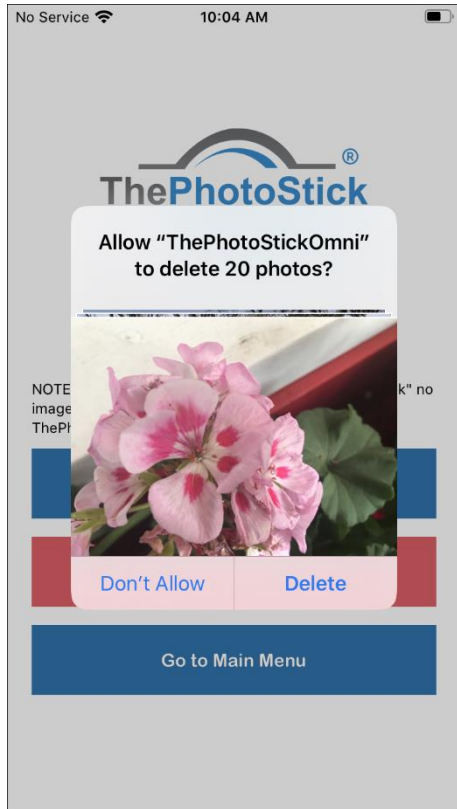 No Service
10:04 AM
®
ThePhotoStick
Allow “ThePhotoStickOmni”
to delete 20 photos?
NOTE k" no
image
ThePh
Don’t Allow
Delete
Go to Main Menu